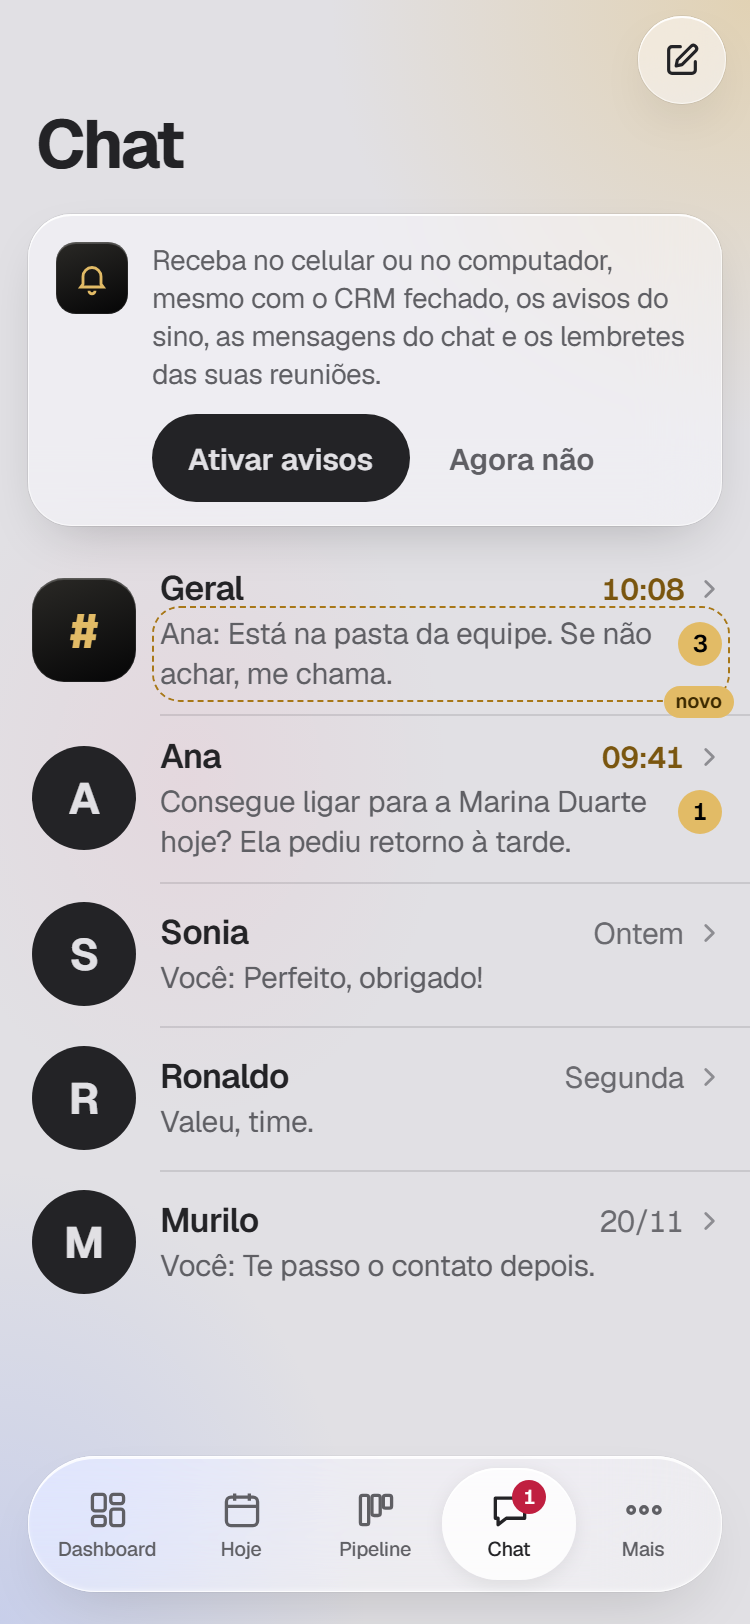 Chat
Receba no celular ou no computador,
mesmo com o CRM fechado, os avisos do
sino, as mensagens do chat e os lembretes
das suas reuniões.
Ativar avisos
Agora não
#
Geral
10:08
Ana: Está na pasta da equipe. Se não
achar, me chama.
3
novo
A
Ana
09:41
Consegue ligar para a Marina Duarte
hoje? Ela pediu retorno à tarde.
1
S
Sonia
Ontem
Você: Perfeito, obrigado!
R
Ronaldo
Segunda
Valeu, time.
M
Murilo
20/11
Você: Te passo o contato depois.
Dashboard
Hoje
Pipeline
1
Chat
Mais